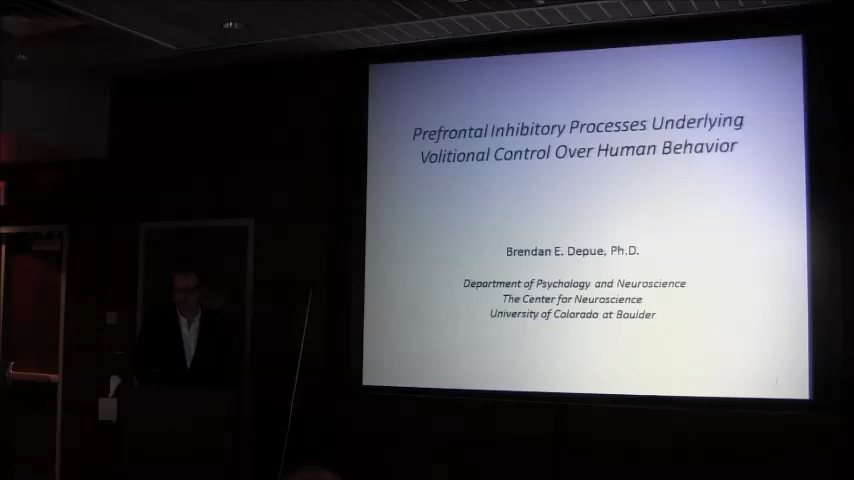 Prefrontal Inhibitory Processes Underlying
Volitional Control Over Human Behavior
Brendan E. Depue, Ph.D.
Department of Psychology and Neuroscience
The Center for Neuroscience
University of Colorado at Boulder
1